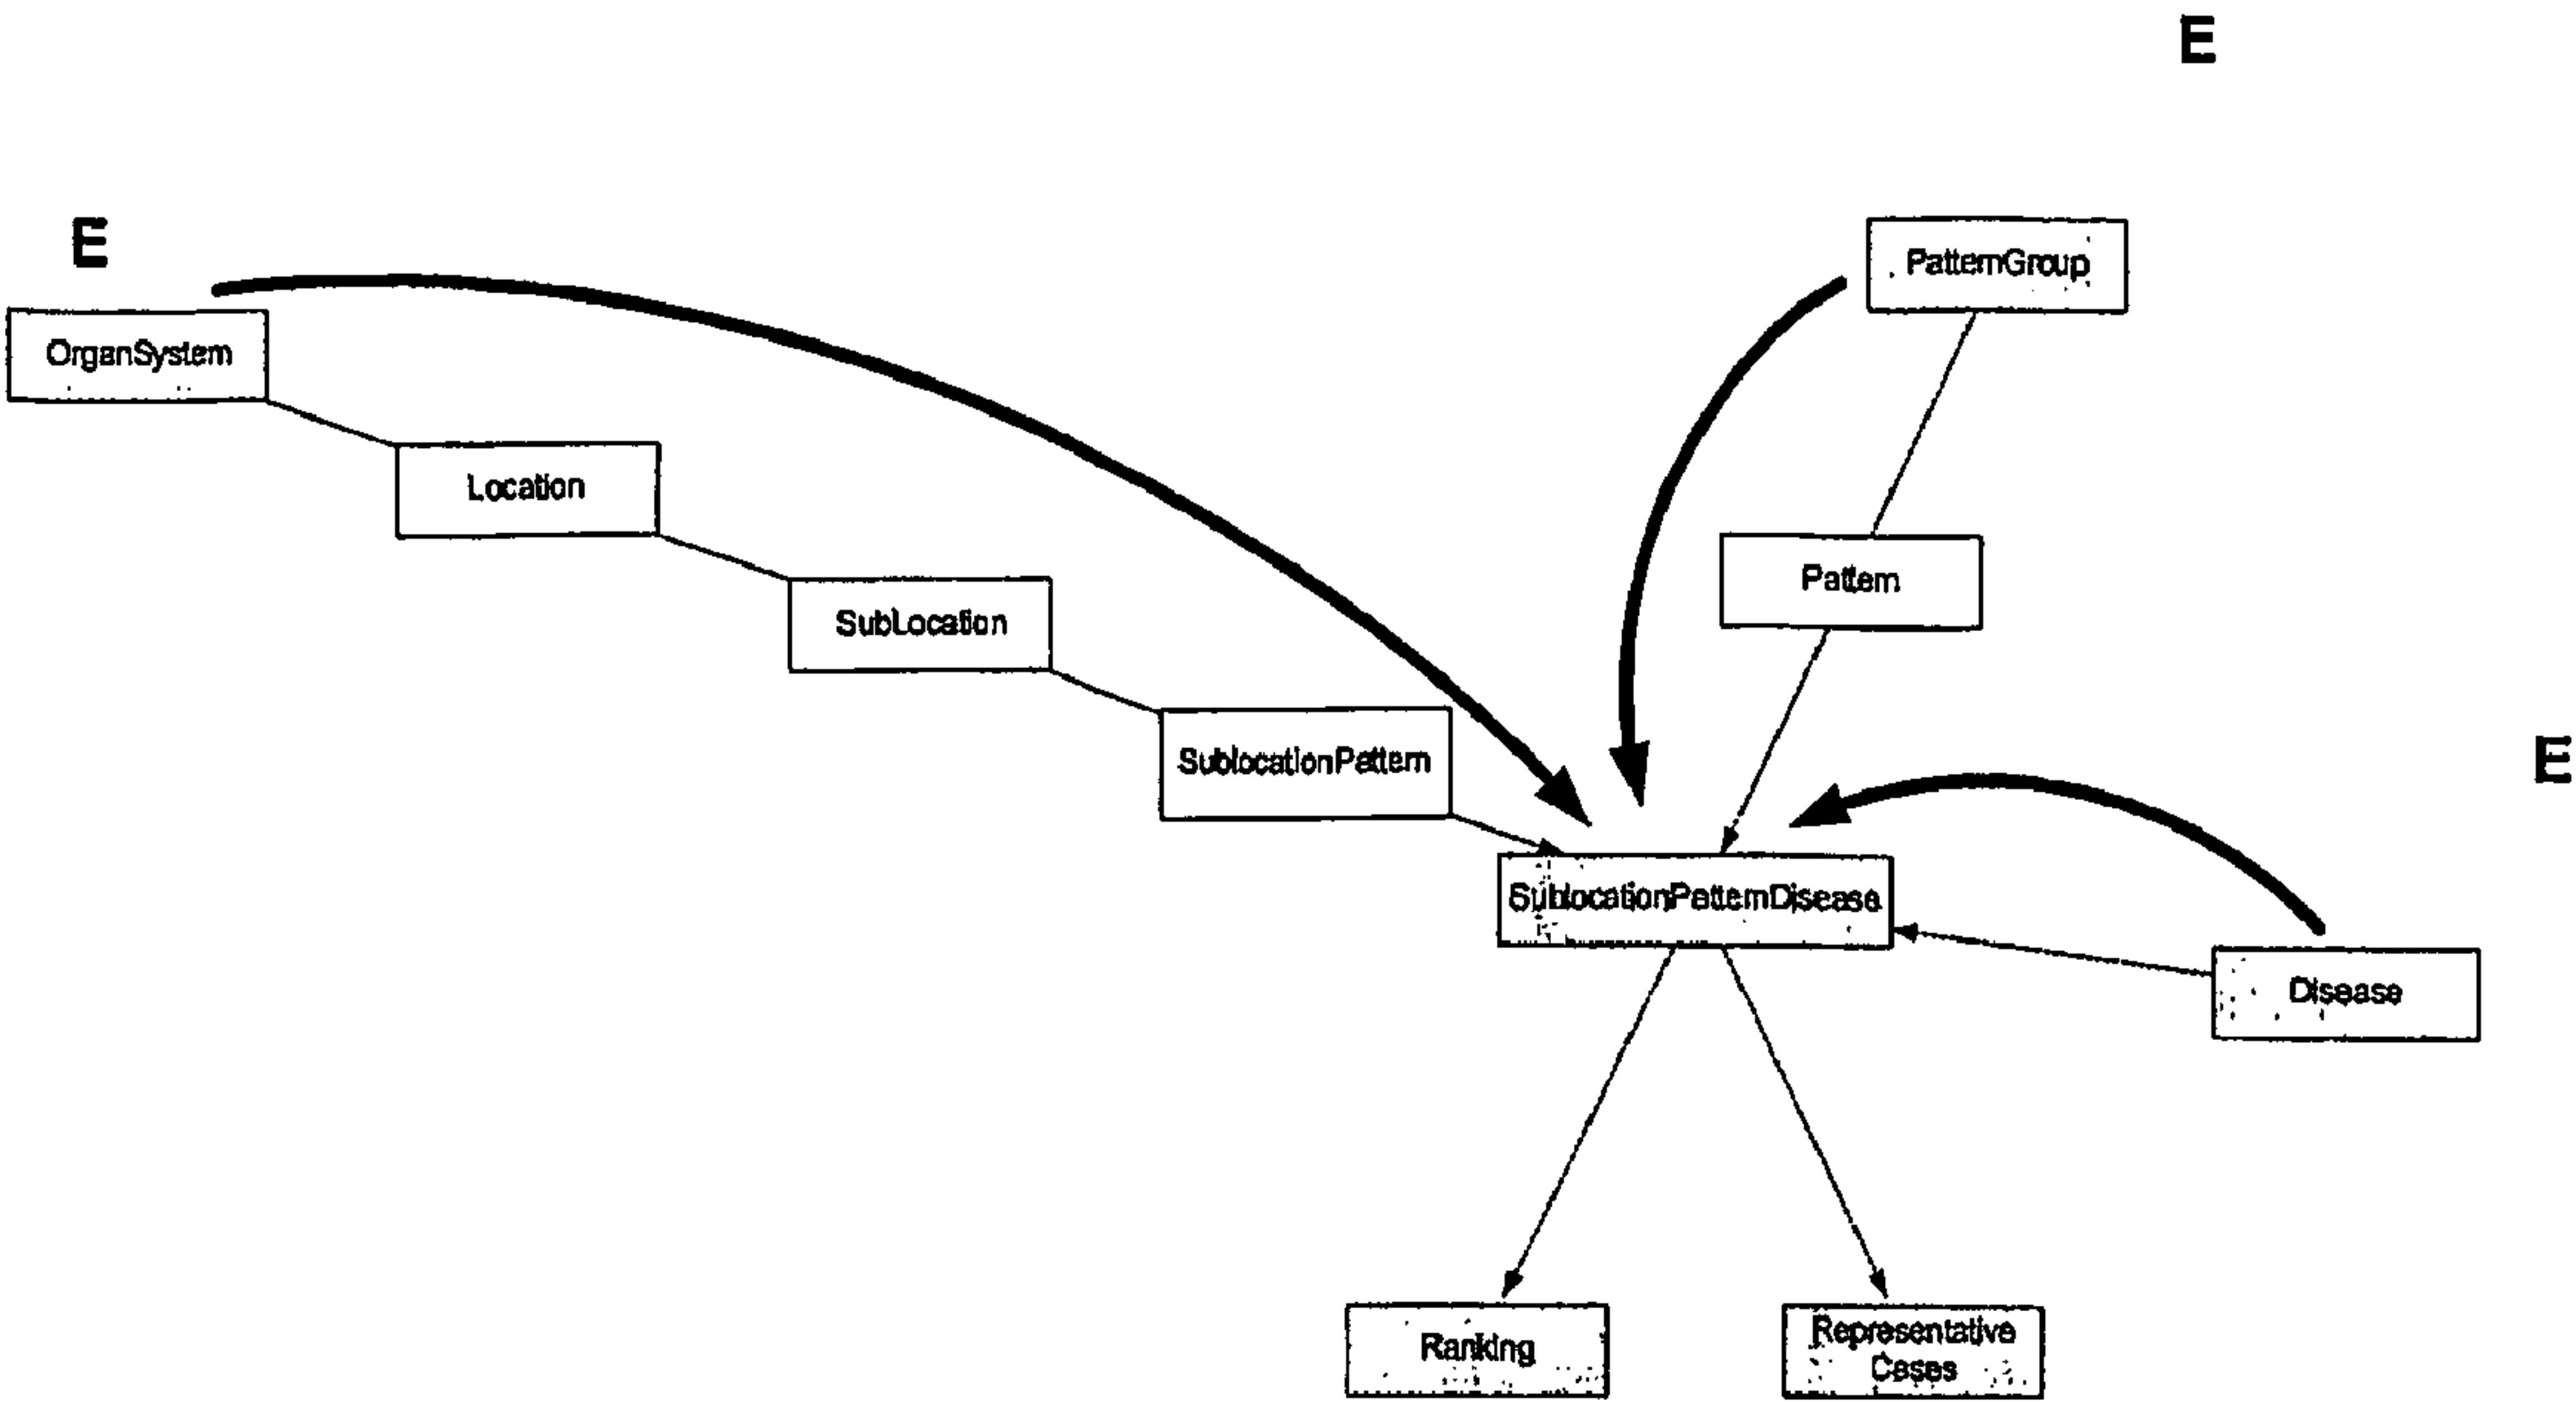 E
E
PatternGroup
OrganSystem
Location
Pattern
SubLocation
SublocationPattern
E
SublocationPatternDisease
Disease
Ranking
Representative
Cases